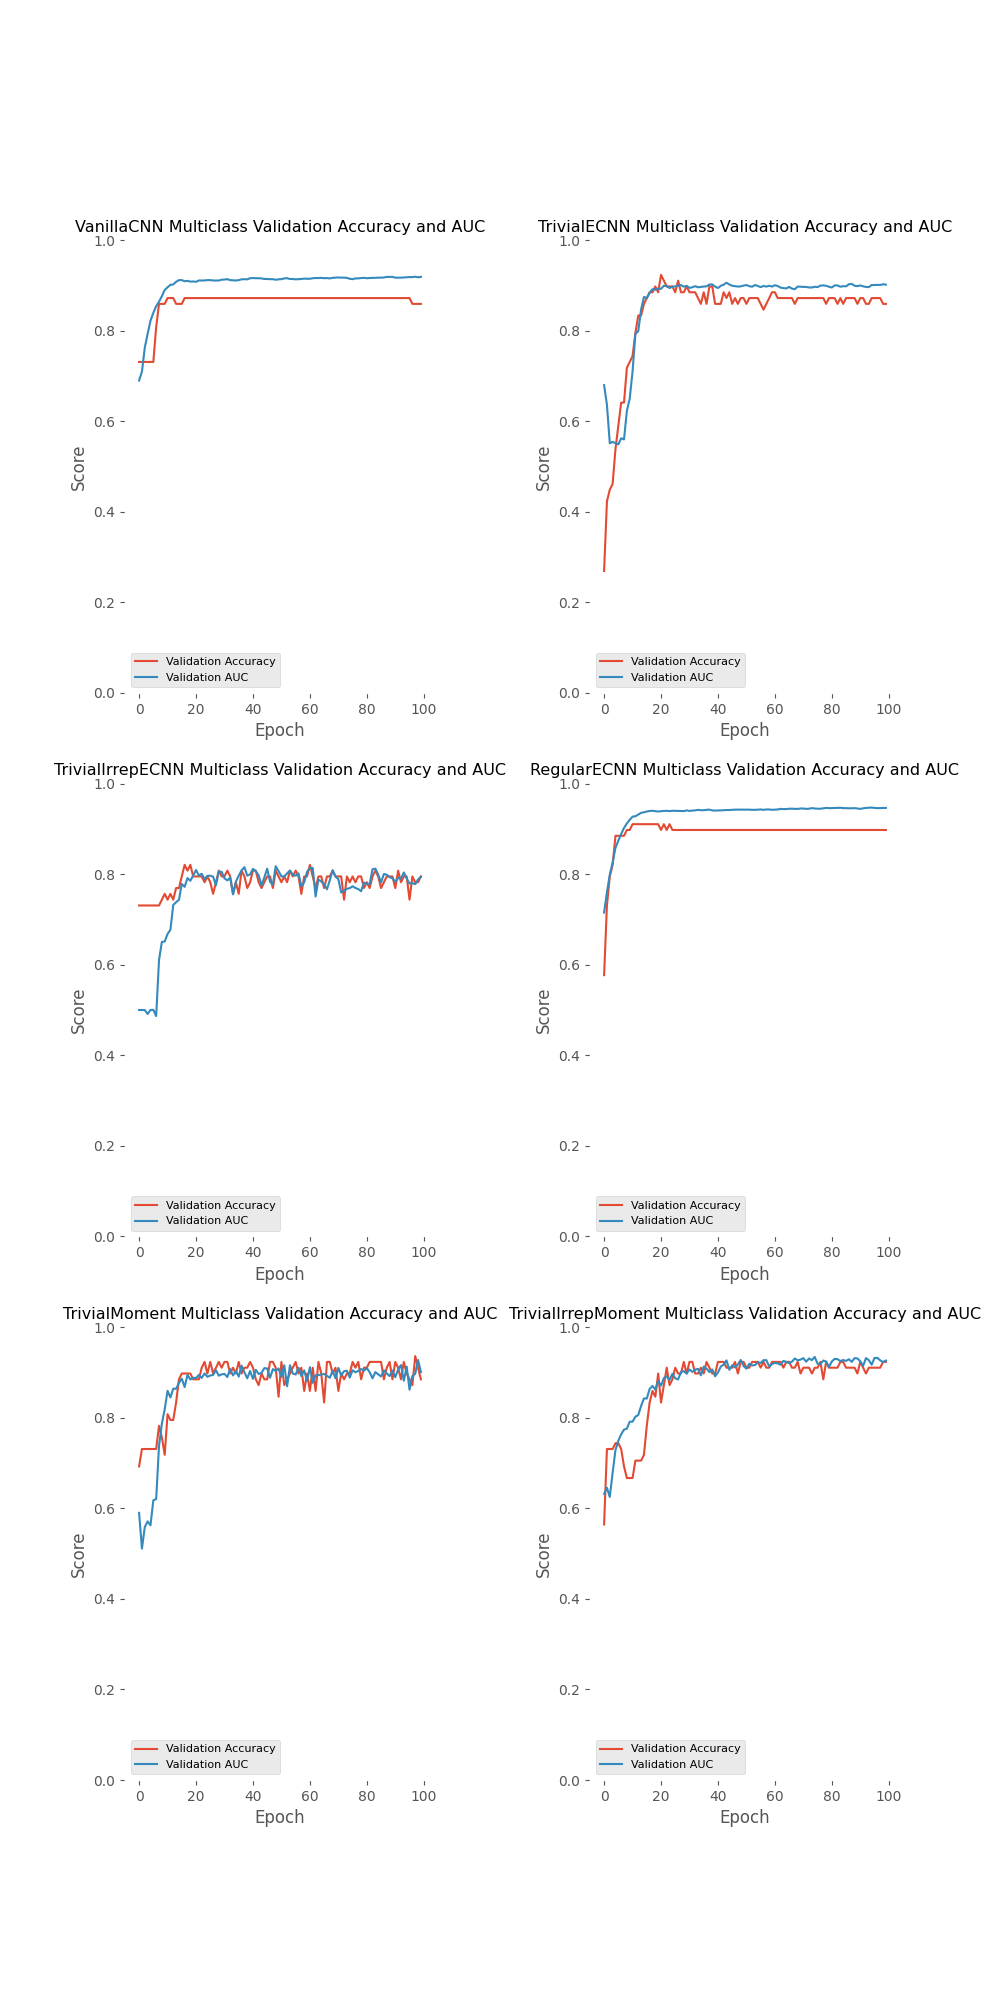 VanillaCNN Multiclass Validation Accuracy and AUC
1.0
0.8
0.6
0.4
0.2
0.0
Score
Validation Accuracy
Validation AUC
0 20 40 60 80 100
Epoch
TrivialECNN Multiclass Validation Accuracy and AUC
1.0
0.8
0.6
0.4
0.2
0.0
Score
Validation Accuracy
Validation AUC
0 20 40 60 80 100
Epoch
TrivialIrrepECNN Multiclass Validation Accuracy and AUC
1.0
0.8
0.6
0.4
0.2
0.0
Score
Validation Accuracy
Validation AUC
0 20 40 60 80 100
Epoch
RegularECNN Multiclass Validation Accuracy and AUC
1.0
0.8
0.6
0.4
0.2
0.0
Score
Validation Accuracy
Validation AUC
0 20 40 60 80 100
Epoch
TrivialMoment Multiclass Validation Accuracy and AUC
1.0
0.8
0.6
0.4
0.2
0.0
Score
Validation Accuracy
Validation AUC
0 20 40 60 80 100
Epoch
TrivialIrrepMoment Multiclass Validation Accuracy and AUC
1.0
0.8
0.6
0.4
0.2
0.0
Score
Validation Accuracy
Validation AUC
0 20 40 60 80 100
Epoch